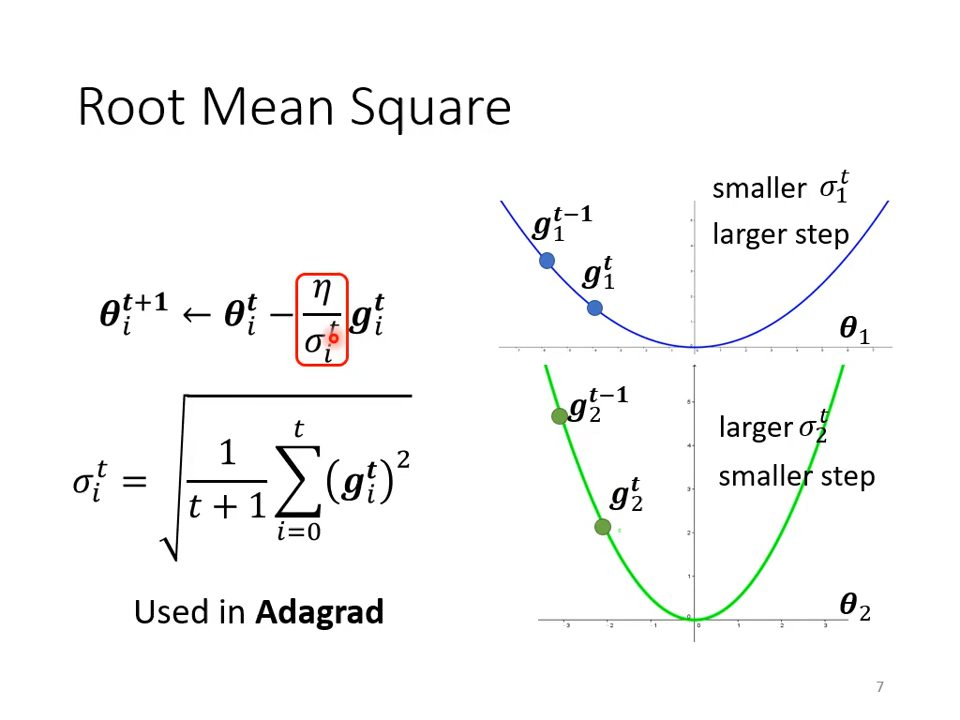 Root Mean Square
smaller σ₁ᵗ
larger step
g₁ᵗ⁻¹
g₁ᵗ
θ₁
θᵢᵗ⁺¹ ← θᵢᵗ − η/σᵢᵗ gᵢᵗ
g₂ᵗ⁻¹
larger σ₂ᵗ
smaller step
g₂ᵗ
θ₂
σᵢᵗ = √(1/(t + 1) ∑ᵢ₌₀ᵗ (gᵢᵗ)²)
Used in Adagrad
7